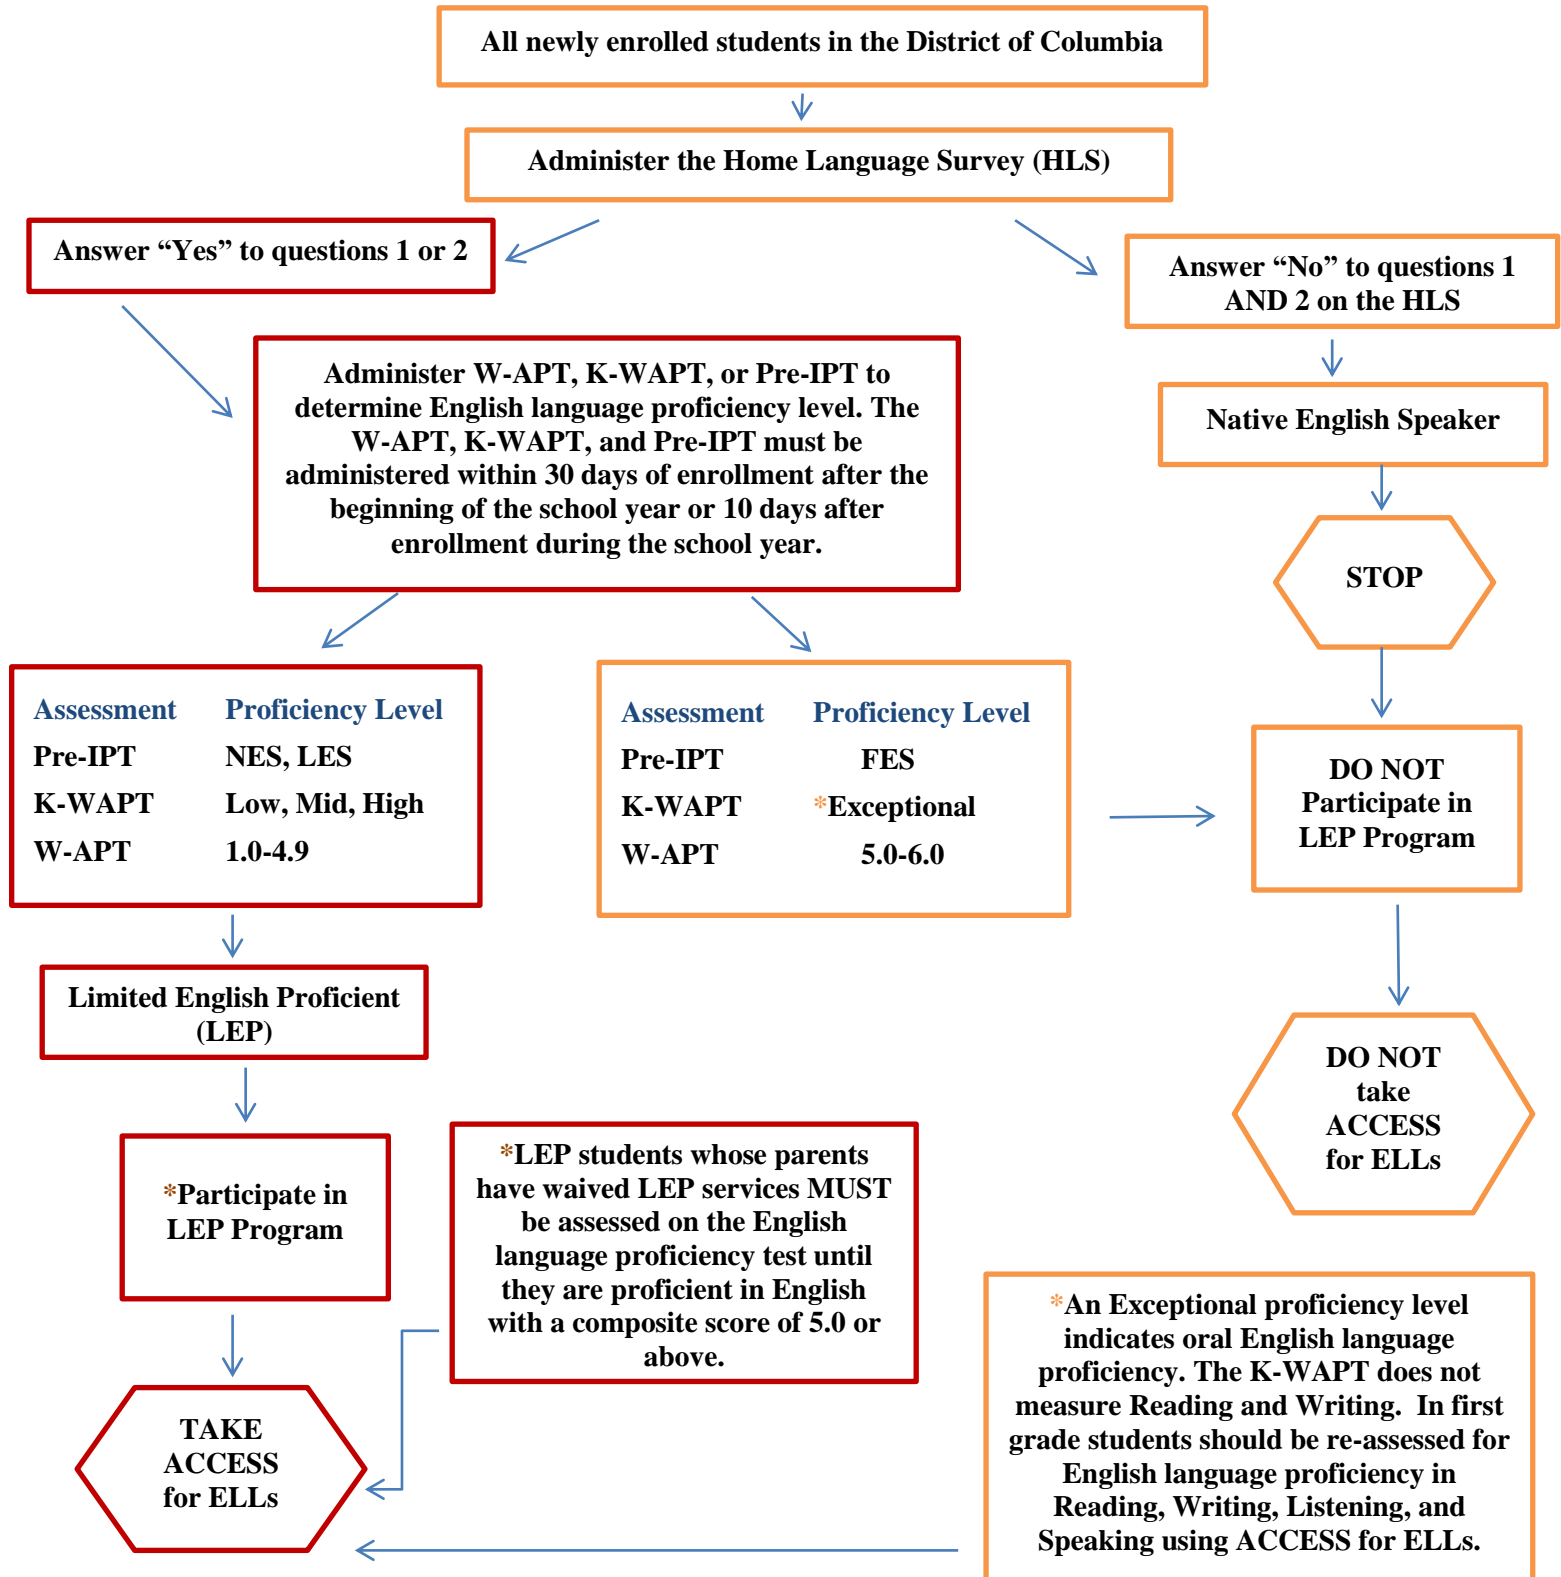 All newly enrolled students in the District of Columbia
Administer the Home Language Survey (HLS)
Answer “Yes” to questions 1 or 2
Answer “No” to questions 1
AND 2 on the HLS
Administer W-APT, K-WAPT, or Pre-IPT to
determine English language proficiency level. The
W-APT, K-WAPT, and Pre-IPT must be
administered within 30 days of enrollment after the
beginning of the school year or 10 days after
enrollment during the school year.
Native English Speaker
STOP
Assessment Proficiency Level
Pre-IPT NES, LES
K-WAPT Low, Mid, High
W-APT 1.0-4.9
Assessment Proficiency Level
Pre-IPT FES
K-WAPT *Exceptional
W-APT 5.0-6.0
DO NOT
Participate in
LEP Program
Limited English Proficient
(LEP)
DO NOT
take
ACCESS
for ELLs
*Participate in
LEP Program
*LEP students whose parents
have waived LEP services MUST
be assessed on the English
language proficiency test until
they are proficient in English
with a composite score of 5.0 or
above.
TAKE
ACCESS
for ELLs
*An Exceptional proficiency level
indicates oral English language
proficiency. The K-WAPT does not
measure Reading and Writing. In first
grade students should be re-assessed for
English language proficiency in
Reading, Writing, Listening, and
Speaking using ACCESS for ELLs.